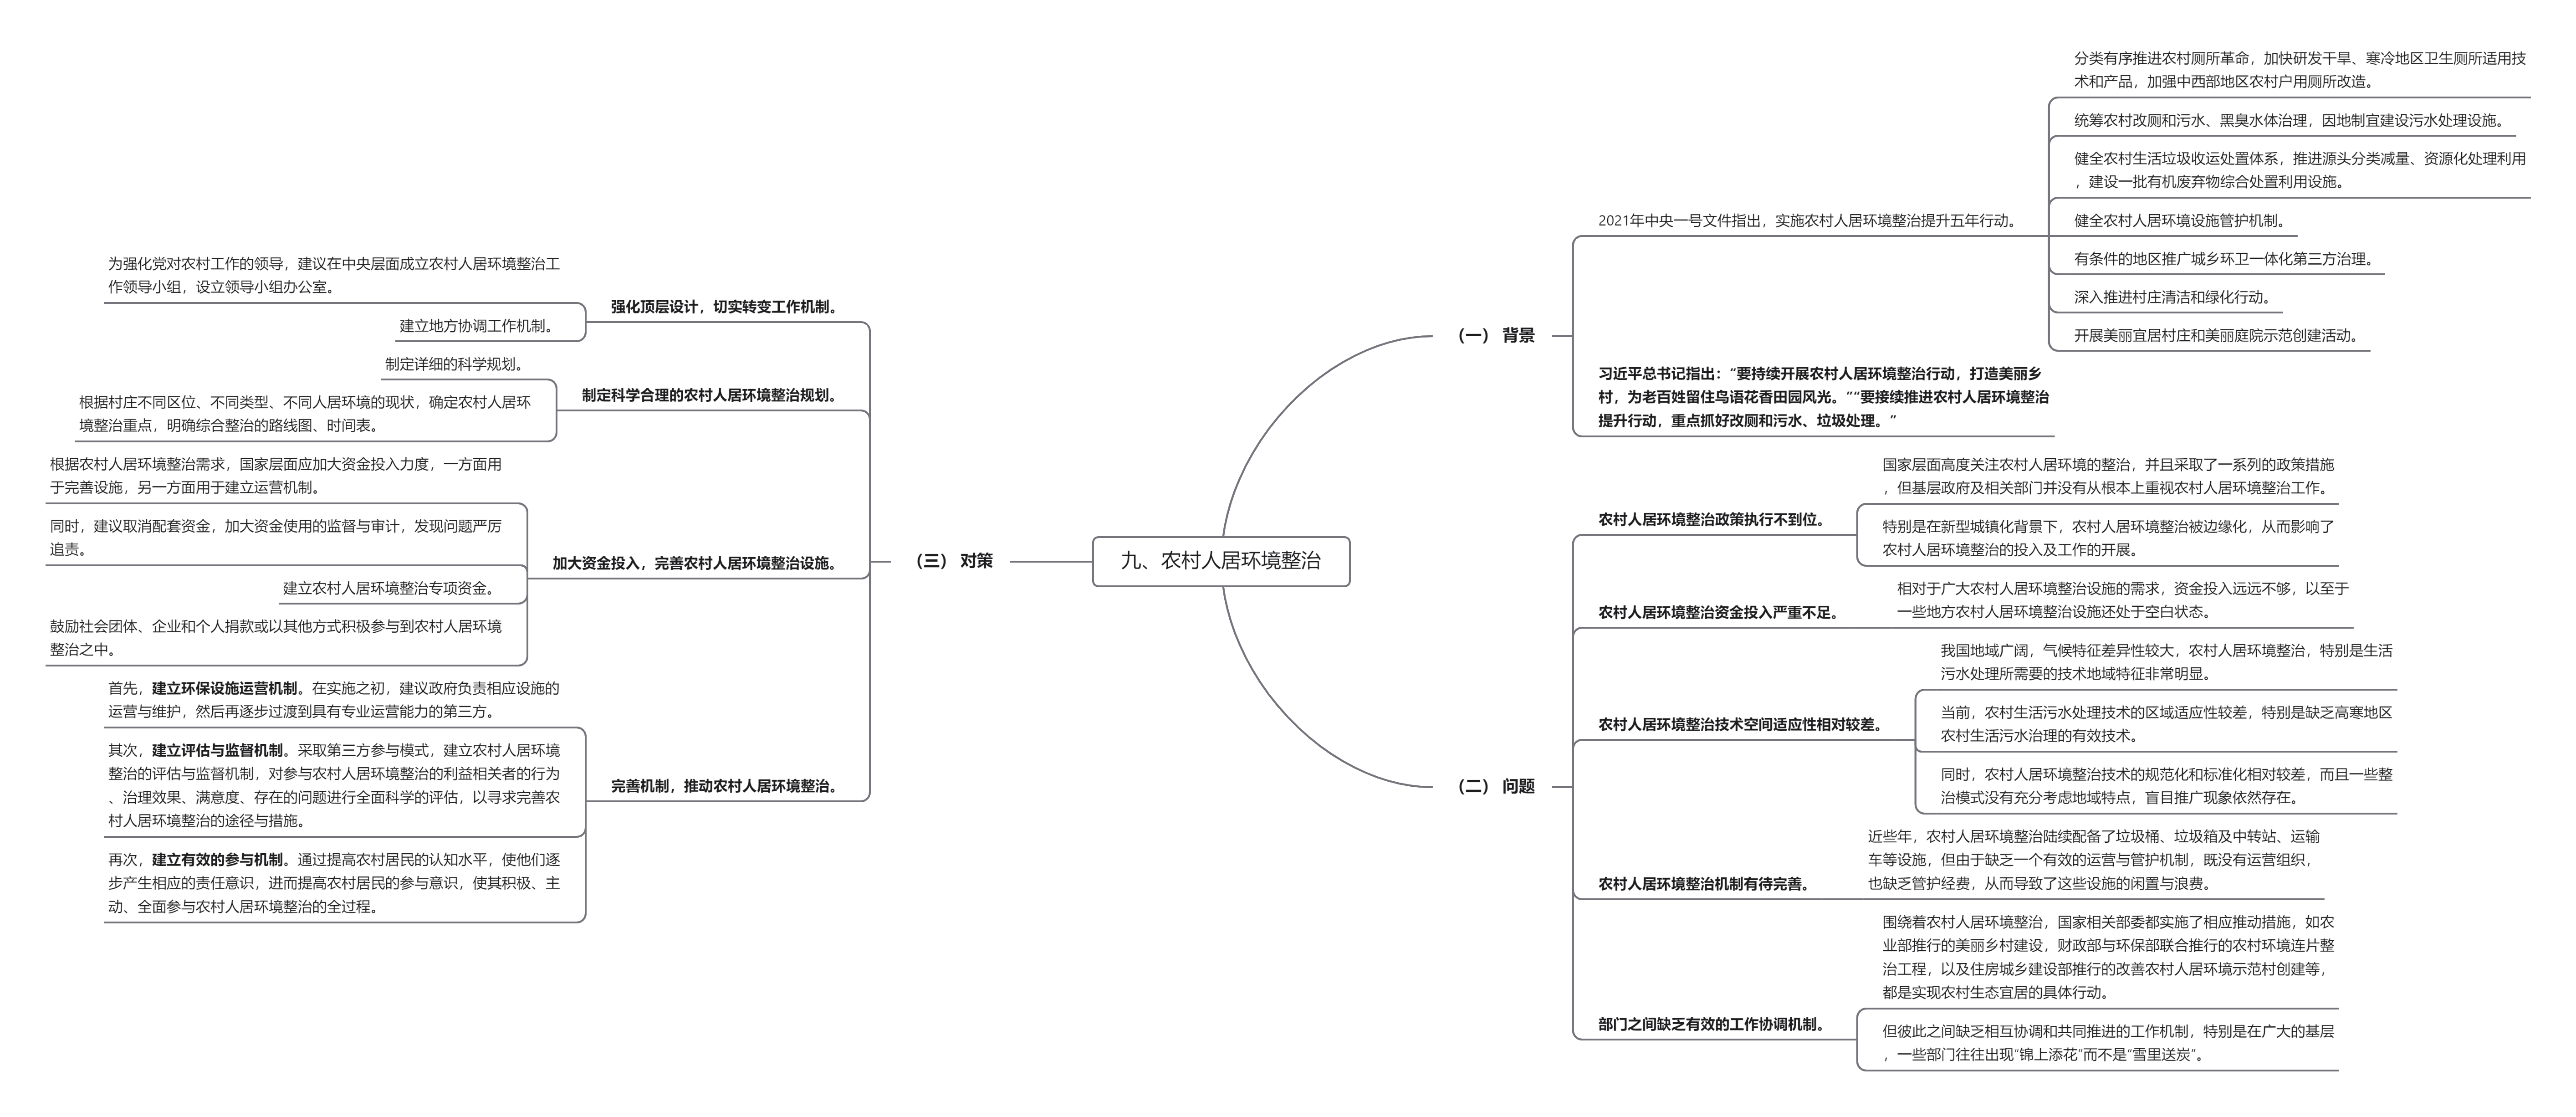 九、农村人居环境整治
（一） 背景
2021年中央一号文件指出，实施农村人居环境整治提升五年行动。
分类有序推进农村厕所革命，加快研发干旱、寒冷地区卫生厕所适用技
术和产品，加强中西部地区农村户用厕所改造。
统筹农村改厕和污水、黑臭水体治理，因地制宜建设污水处理设施。
健全农村生活垃圾收运处置体系，推进源头分类减量、资源化处理利用
，建设一批有机废弃物综合处置利用设施。
健全农村人居环境设施管护机制。
有条件的地区推广城乡环卫一体化第三方治理。
深入推进村庄清洁和绿化行动。
开展美丽宜居村庄和美丽庭院示范创建活动。
习近平总书记指出：“要持续开展农村人居环境整治行动，打造美丽乡
村，为老百姓留住鸟语花香田园风光。”“要接续推进农村人居环境整治
提升行动，重点抓好改厕和污水、垃圾处理。”
（二） 问题
农村人居环境整治政策执行不到位。
国家层面高度关注农村人居环境的整治，并且采取了一系列的政策措施
，但基层政府及相关部门并没有从根本上重视农村人居环境整治工作。
特别是在新型城镇化背景下，农村人居环境整治被边缘化，从而影响了
农村人居环境整治的投入及工作的开展。
农村人居环境整治资金投入严重不足。
相对于广大农村人居环境整治设施的需求，资金投入远远不够，以至于
一些地方农村人居环境整治设施还处于空白状态。
农村人居环境整治技术空间适应性相对较差。
我国地域广阔，气候特征差异性较大，农村人居环境整治，特别是生活
污水处理所需要的技术地域特征非常明显。
当前，农村生活污水处理技术的区域适应性较差，特别是缺乏高寒地区
农村生活污水治理的有效技术。
同时，农村人居环境整治技术的规范化和标准化相对较差，而且一些整
治模式没有充分考虑地域特点，盲目推广现象依然存在。
农村人居环境整治机制有待完善。
近些年，农村人居环境整治陆续配备了垃圾桶、垃圾箱及中转站、运输
车等设施，但由于缺乏一个有效的运营与管护机制，既没有运营组织，
也缺乏管护经费，从而导致了这些设施的闲置与浪费。
部门之间缺乏有效的工作协调机制。
围绕着农村人居环境整治，国家相关部委都实施了相应推动措施，如农
业部推行的美丽乡村建设，财政部与环保部联合推行的农村环境连片整
治工程，以及住房城乡建设部推行的改善农村人居环境示范村创建等，
都是实现农村生态宜居的具体行动。
但彼此之间缺乏相互协调和共同推进的工作机制，特别是在广大的基层
，一些部门往往出现“锦上添花”而不是“雪里送炭”。
（三） 对策
强化顶层设计，切实转变工作机制。
为强化党对农村工作的领导，建议在中央层面成立农村人居环境整治工
作领导小组，设立领导小组办公室。
建立地方协调工作机制。
制定科学合理的农村人居环境整治规划。
制定详细的科学规划。
根据村庄不同区位、不同类型、不同人居环境的现状，确定农村人居环
境整治重点，明确综合整治的路线图、时间表。
加大资金投入，完善农村人居环境整治设施。
根据农村人居环境整治需求，国家层面应加大资金投入力度，一方面用
于完善设施，另一方面用于建立运营机制。
同时，建议取消配套资金，加大资金使用的监督与审计，发现问题严厉
追责。
建立农村人居环境整治专项资金。
鼓励社会团体、企业和个人捐款或以其他方式积极参与到农村人居环境
整治之中。
完善机制，推动农村人居环境整治。
首先，建立环保设施运营机制。在实施之初，建议政府负责相应设施的
运营与维护，然后再逐步过渡到具有专业运营能力的第三方。
其次，建立评估与监督机制。采取第三方参与模式，建立农村人居环境
整治的评估与监督机制，对参与农村人居环境整治的利益相关者的行为
、治理效果、满意度、存在的问题进行全面科学的评估，以寻求完善农
村人居环境整治的途径与措施。
再次，建立有效的参与机制。通过提高农村居民的认知水平，使他们逐
步产生相应的责任意识，进而提高农村居民的参与意识，使其积极、主
动、全面参与农村人居环境整治的全过程。